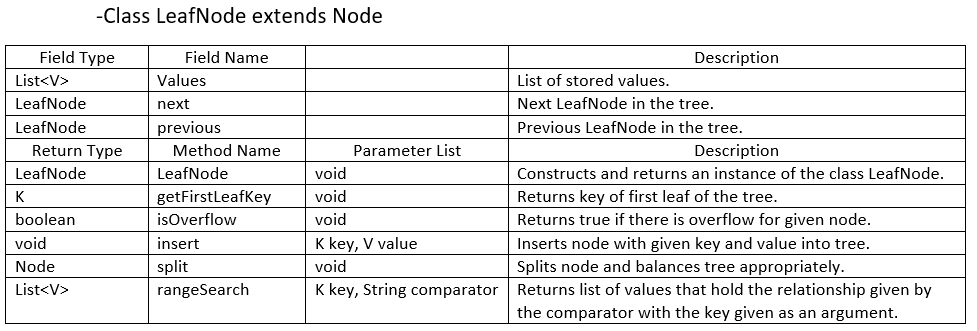 -Class LeafNode extends Node
Field Type Field Name Description
List<V> Values List of stored values.
LeafNode next Next LeafNode in the tree.
LeafNode previous Previous LeafNode in the tree.
Return Type Method Name Parameter List Description
LeafNode LeafNode void Constructs and returns an instance of the class LeafNode.
K getFirstLeafKey void Returns key of first leaf of the tree.
boolean isOverflow void Returns true if there is overflow for given node.
void insert K key, V value Inserts node with given key and value into tree.
Node split void Splits node and balances tree appropriately.
List<V> rangeSearch K key, String comparator Returns list of values that hold the relationship given by
the comparator with the key given as an argument.